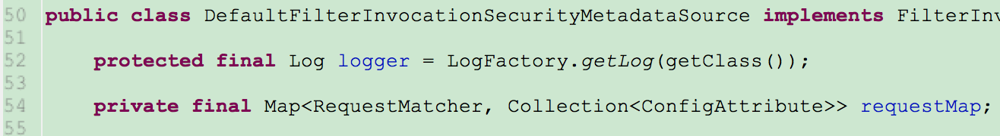 50 public class DefaultFilterInvocationSecurityMetadataSource implements FilterInv
51
52 protected final Log logger = LogFactory.getLog(getClass());
53
54 private final Map<RequestMatcher, Collection<ConfigAttribute>> requestMap;
55